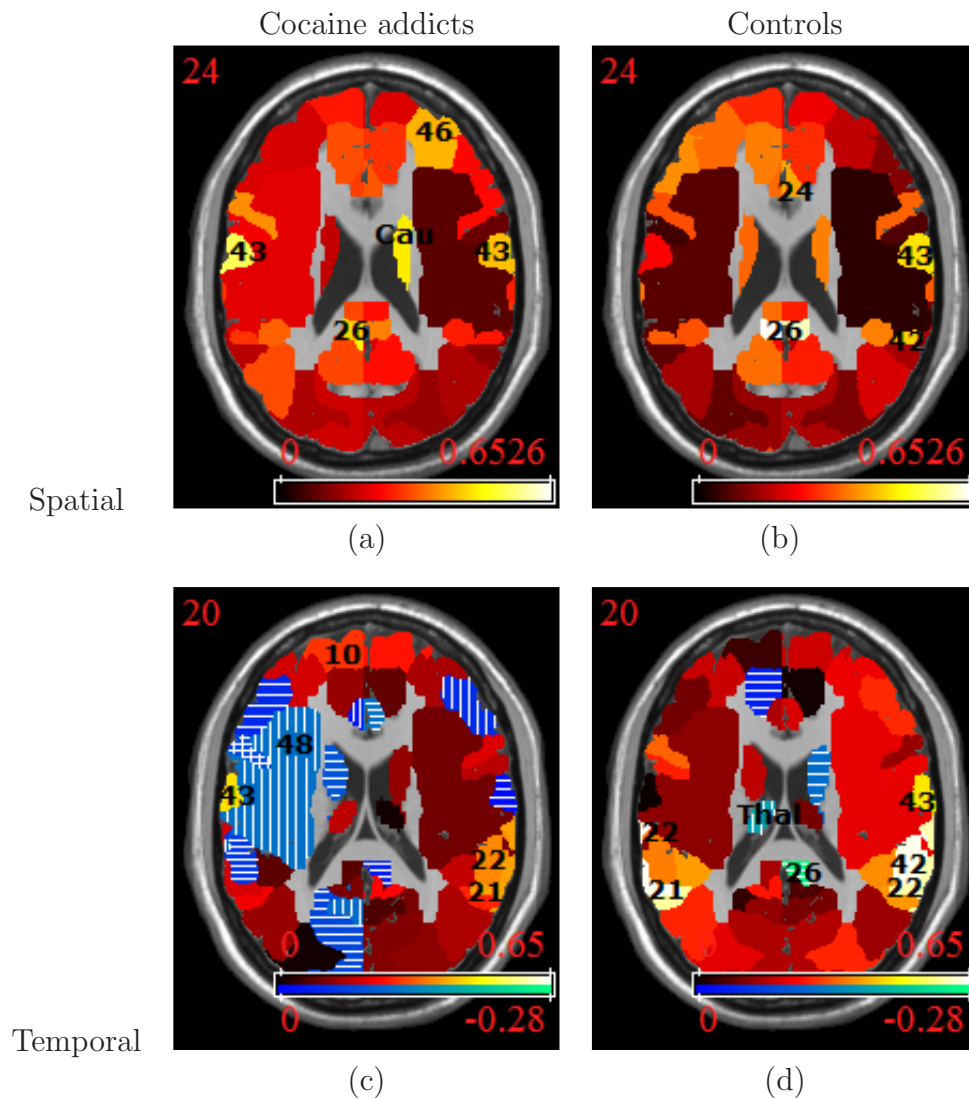 Cocaine addicts Controls
24 24
46
24
Cau
43 43 43
26 26
42
0 0.6526 0 0.6526
Spatial
(a) (b)
20 20
10
48
43 43
Thal
22
22 42
26
21 21 22
0 0.65 0 0.65
0 -0.28 0 -0.28
Temporal
(c) (d)